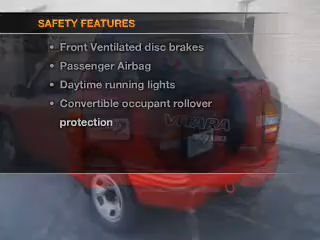 SAFETY FEATURES
• Front Ventilated disc brakes
• Passenger Airbag
• Daytime running lights
• Convertible occupant rollover
protection
VITARA